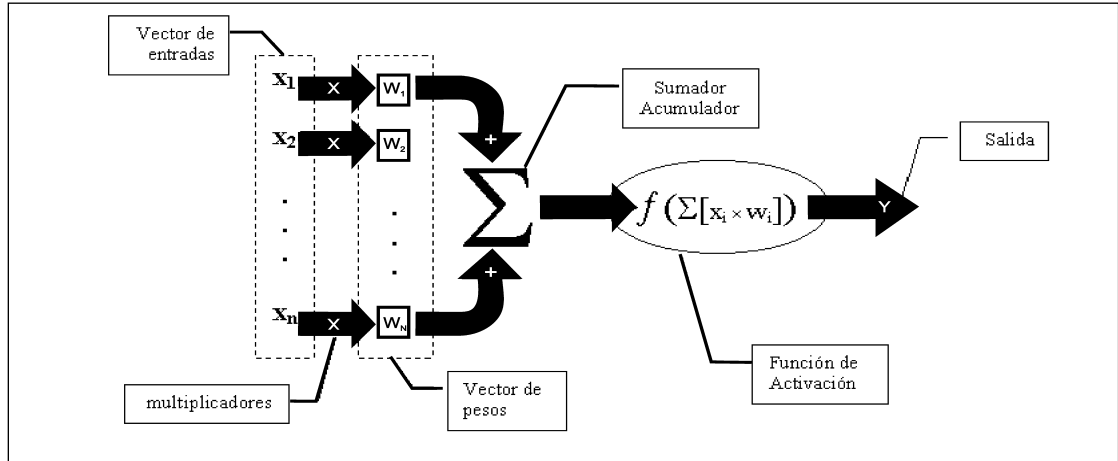 Vector de
entradas
x1 X W1 +
x2 X W2
Sumador
Acumulador
Salida
Σ f(Σ[xi × wi]) Y
xn X WN +
multiplicadores
Vector de
pesos
Función de
Activación